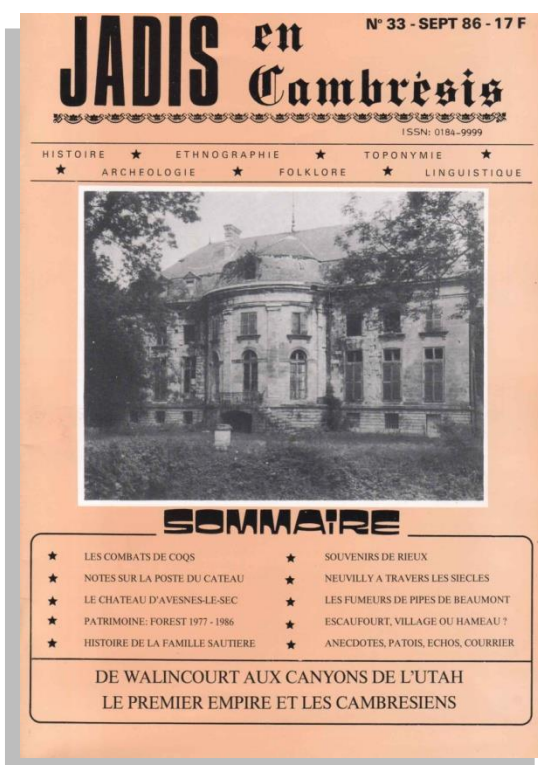 JADIS en Cambrésis
N° 33 - SEPT 86 - 17 F
ISSN: 0184-9999
HISTOIRE ★ ETHNOGRAPHIE ★ TOPONYMIE ★
★ ARCHEOLOGIE ★ FOLKLORE ★ LINGUISTIQUE
SOMMAIRE
★ LES COMBATS DE COQS
★ NOTES SUR LA POSTE DU CATEAU
★ LE CHATEAU D'AVESNES-LE-SEC
★ PATRIMOINE: FOREST 1977 - 1986
★ HISTOIRE DE LA FAMILLE SAUTIERE
★ SOUVENIRS DE RIEUX
★ NEUVILLY A TRAVERS LES SIECLES
★ LES FUMEURS DE PIPES DE BEAUMONT
★ ESCAUFOURT, VILLAGE OU HAMEAU ?
★ ANECDOTES, PATOIS, ECHOS, COURRIER
DE WALINCOURT AUX CANYONS DE L'UTAH
LE PREMIER EMPIRE ET LES CAMBRESIENS